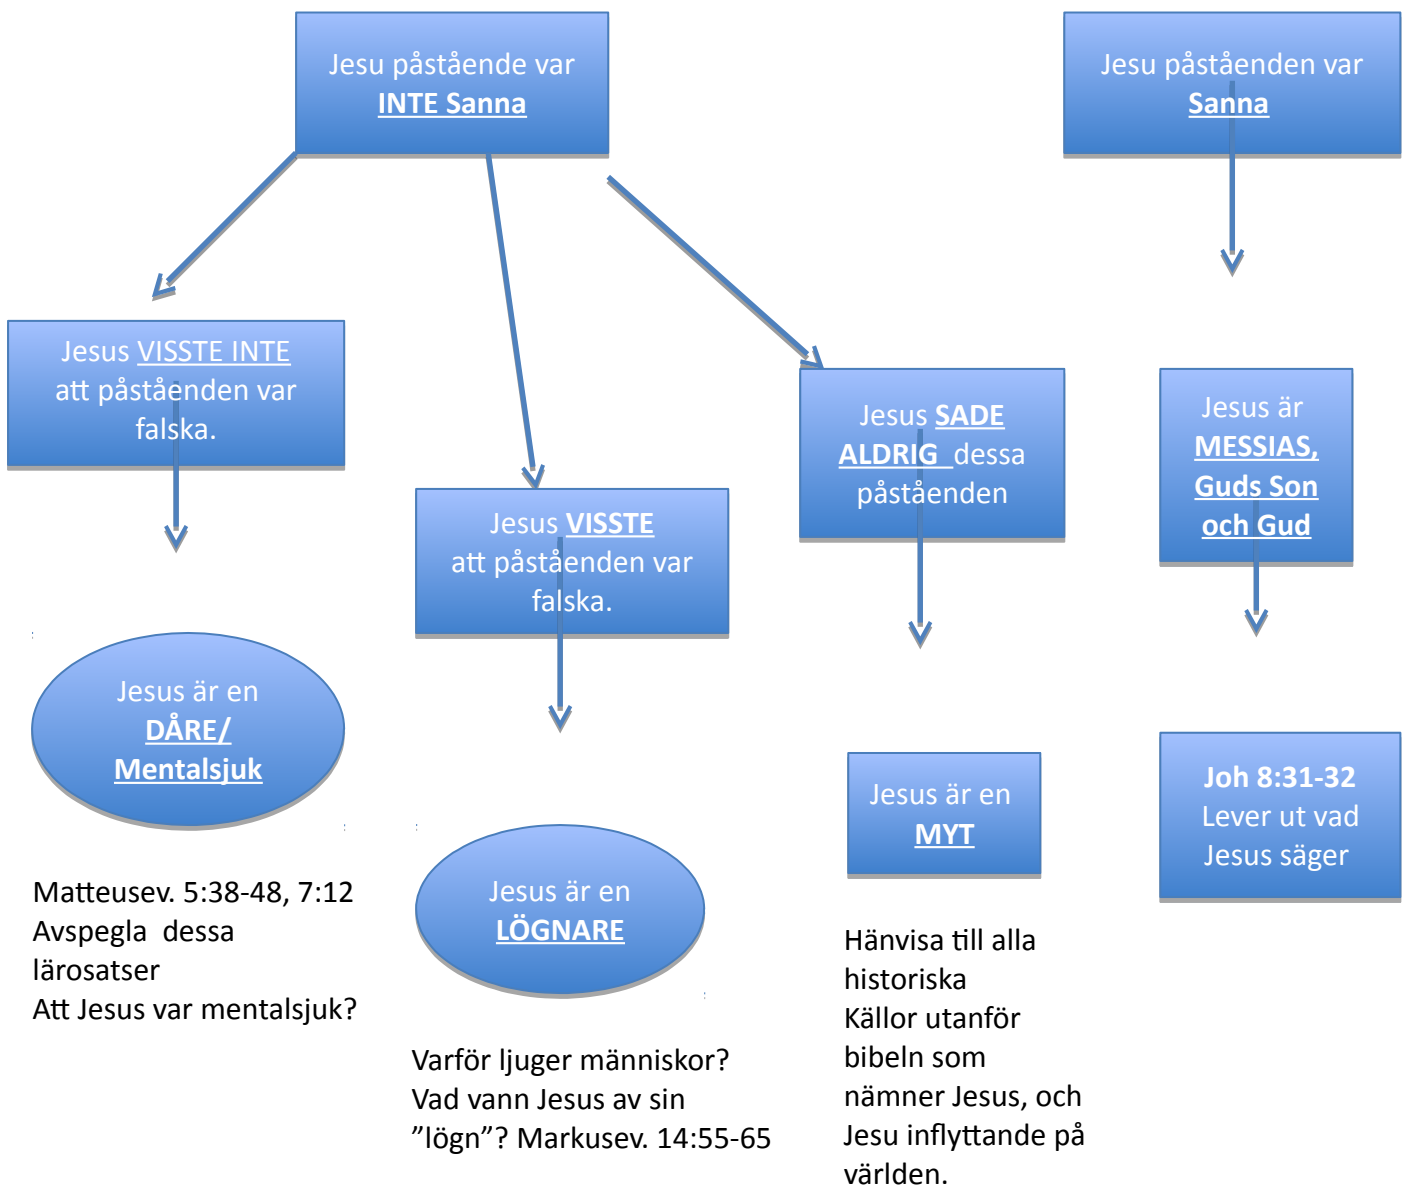 Jesu påstående var
INTE Sanna
Jesu påståenden var
Sanna
Jesus VISSTE INTE
att påståenden var
falska.
Jesus VISSTE
att påståenden var
falska.
Jesus SADE
ALDRIG dessa
påståenden
Jesus är
MESSIAS,
Guds Son
och Gud
Jesus är en
DÅRE/
Mentalsjuk
Jesus är en
LÖGNARE
Jesus är en
MYT
Joh 8:31-32
Lever ut vad
Jesus säger
Matteusev. 5:38-48, 7:12
Avspegla dessa
lärosatser
Att Jesus var mentalsjuk?
Varför ljuger människor?
Vad vann Jesus av sin
”lögn”? Markusev. 14:55-65
Hänvisa till alla
historiska
Källor utanför
bibeln som
nämner Jesus, och
Jesu inflyttande på
världen.